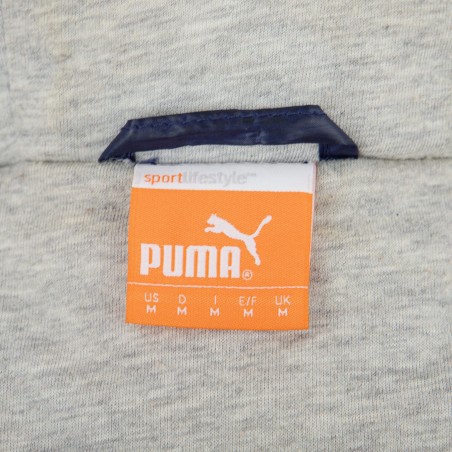 sportlifestyle™
PUMA®
US D I E/F UK
M M M M M